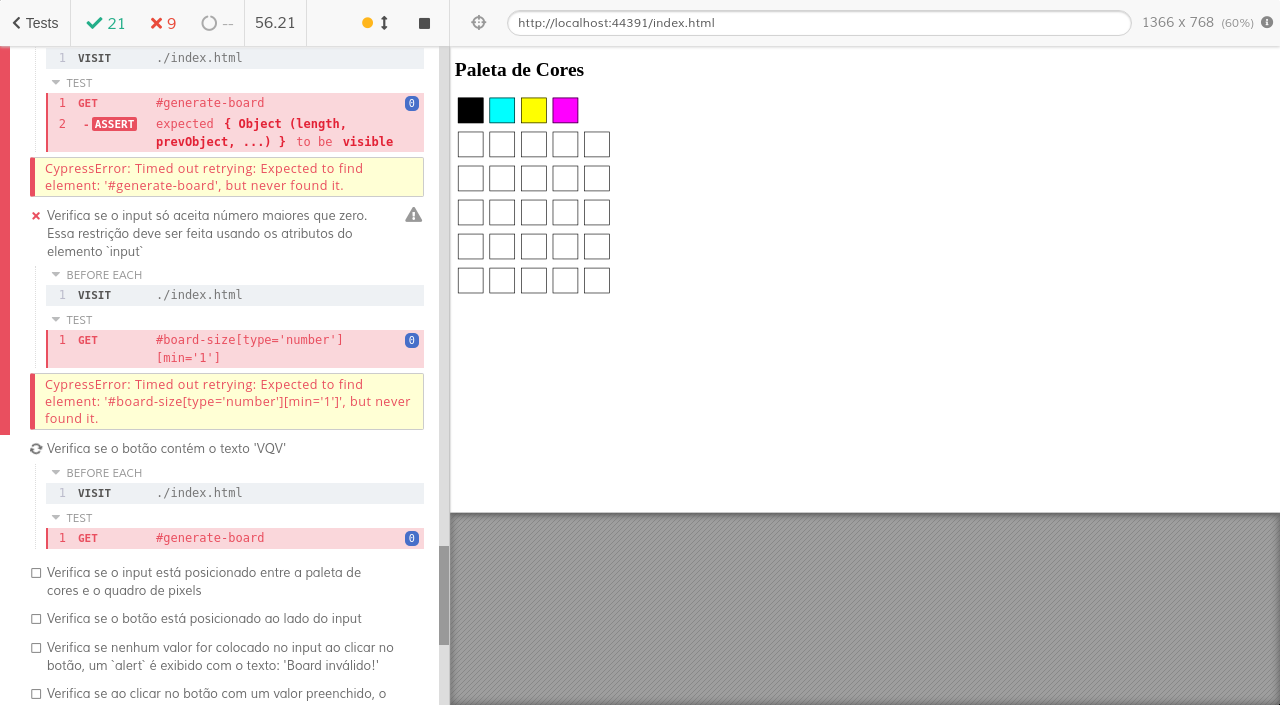 Tests
21
9
--
56.21
http://localhost:44391/index.html
1366 x 768 (60%)
1 VISIT ./index.html
TEST
1 GET #generate-board 0
2 -ASSERT expected { Object (length,
prevObject, ...) } to be visible
CypressError: Timed out retrying: Expected to find
element: '#generate-board', but never found it.
Verifica se o input só aceita número maiores que zero.
Essa restrição deve ser feita usando os atributos do
elemento `input`
BEFORE EACH
1 VISIT ./index.html
TEST
1 GET #board-size[type='number'] 0
[min='1']
CypressError: Timed out retrying: Expected to find
element: '#board-size[type='number'][min='1']', but never
found it.
Verifica se o botão contém o texto 'VQV'
BEFORE EACH
1 VISIT ./index.html
TEST
1 GET #generate-board 0
Verifica se o input está posicionado entre a paleta de
cores e o quadro de pixels
Verifica se o botão está posicionado ao lado do input
Verifica se nenhum valor for colocado no input ao clicar no
botão, um `alert` é exibido com o texto: 'Board inválido!'
Verifica se ao clicar no botão com um valor preenchido, o
Paleta de Cores